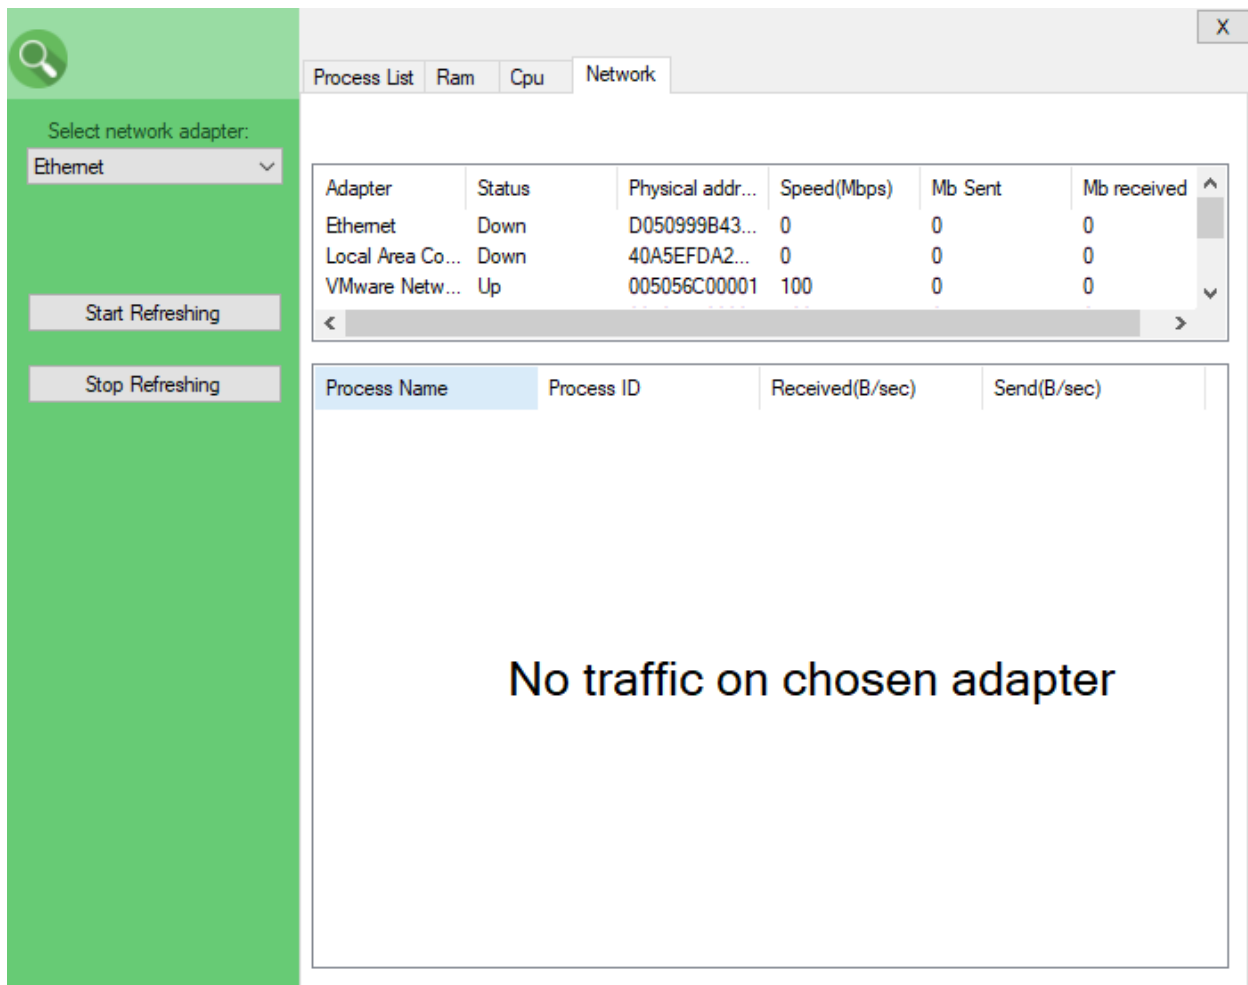 X
Process List Ram Cpu Network
Select network adapter:
Ethernet
Adapter Status Physical addr... Speed(Mbps) Mb Sent Mb received
Ethernet Down D050999B43... 0 0 0
Local Area Co... Down 40A5EFDA2... 0 0 0
VMware Netw... Up 005056C00001 100 0 0
Start Refreshing
Stop Refreshing
Process Name Process ID Received(B/sec) Send(B/sec)
No traffic on chosen adapter